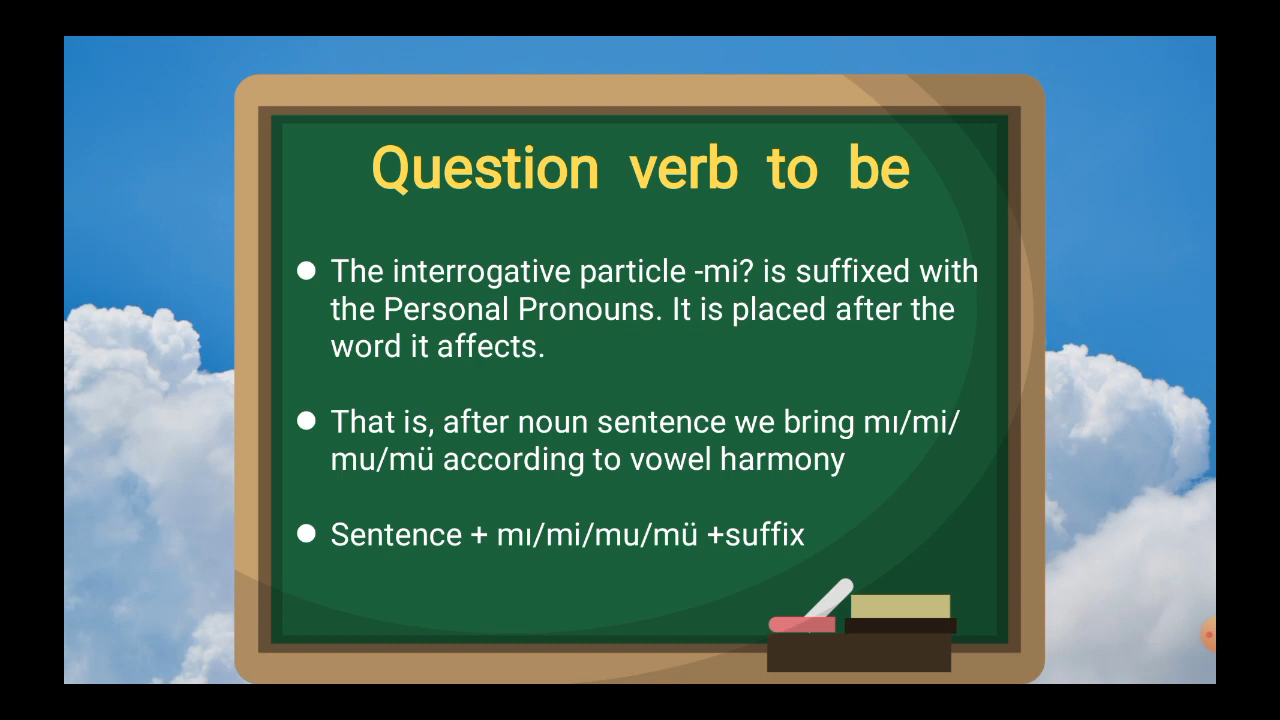 Question verb to be
● The interrogative particle -mi? is suffixed with
the Personal Pronouns. It is placed after the
word it affects.
● That is, after noun sentence we bring mı/mi/
mu/mü according to vowel harmony
● Sentence + mı/mi/mu/mü +suffix